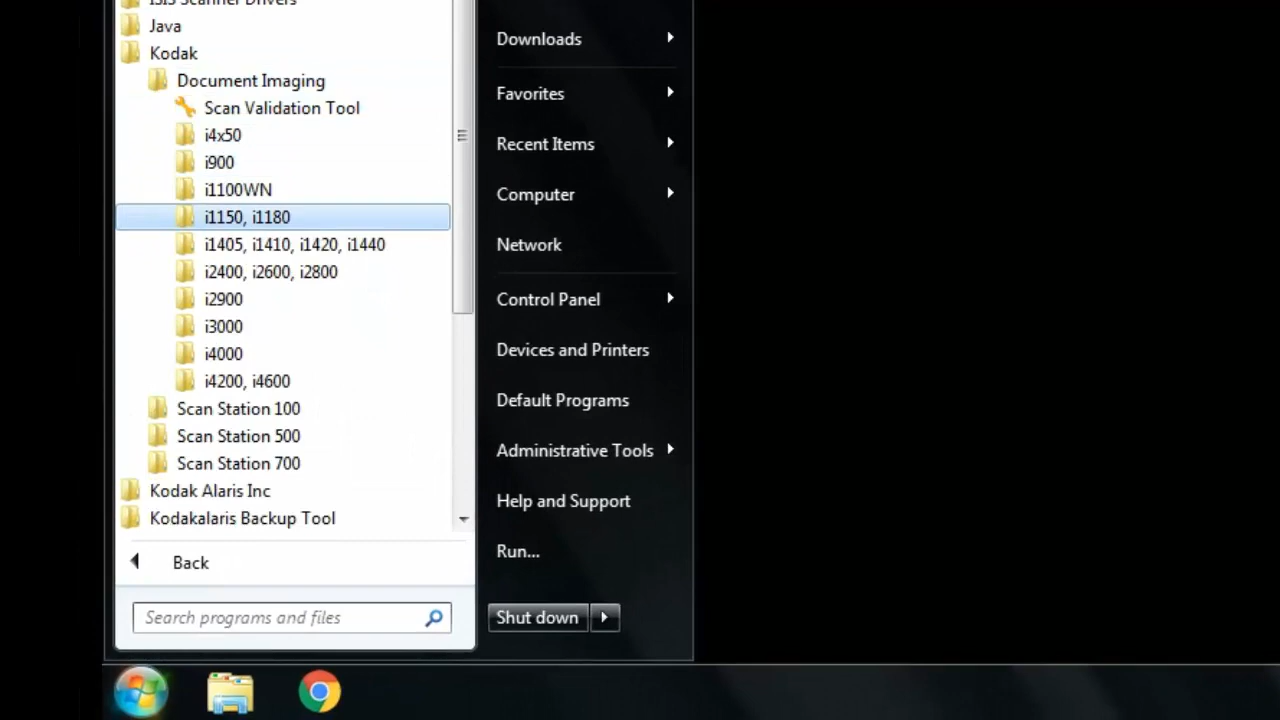 ISIS Scanner Drivers
Java
Kodak
Document Imaging
Scan Validation Tool
i4x50
i900
i1100WN
i1150, i1180
i1405, i1410, i1420, i1440
i2400, i2600, i2800
i2900
i3000
i4000
i4200, i4600
Scan Station 100
Scan Station 500
Scan Station 700
Kodak Alaris Inc
Kodakalaris Backup Tool
Back
Search programs and files
Downloads
Favorites
Recent Items
Computer
Network
Control Panel
Devices and Printers
Default Programs
Administrative Tools
Help and Support
Run...
Shut down